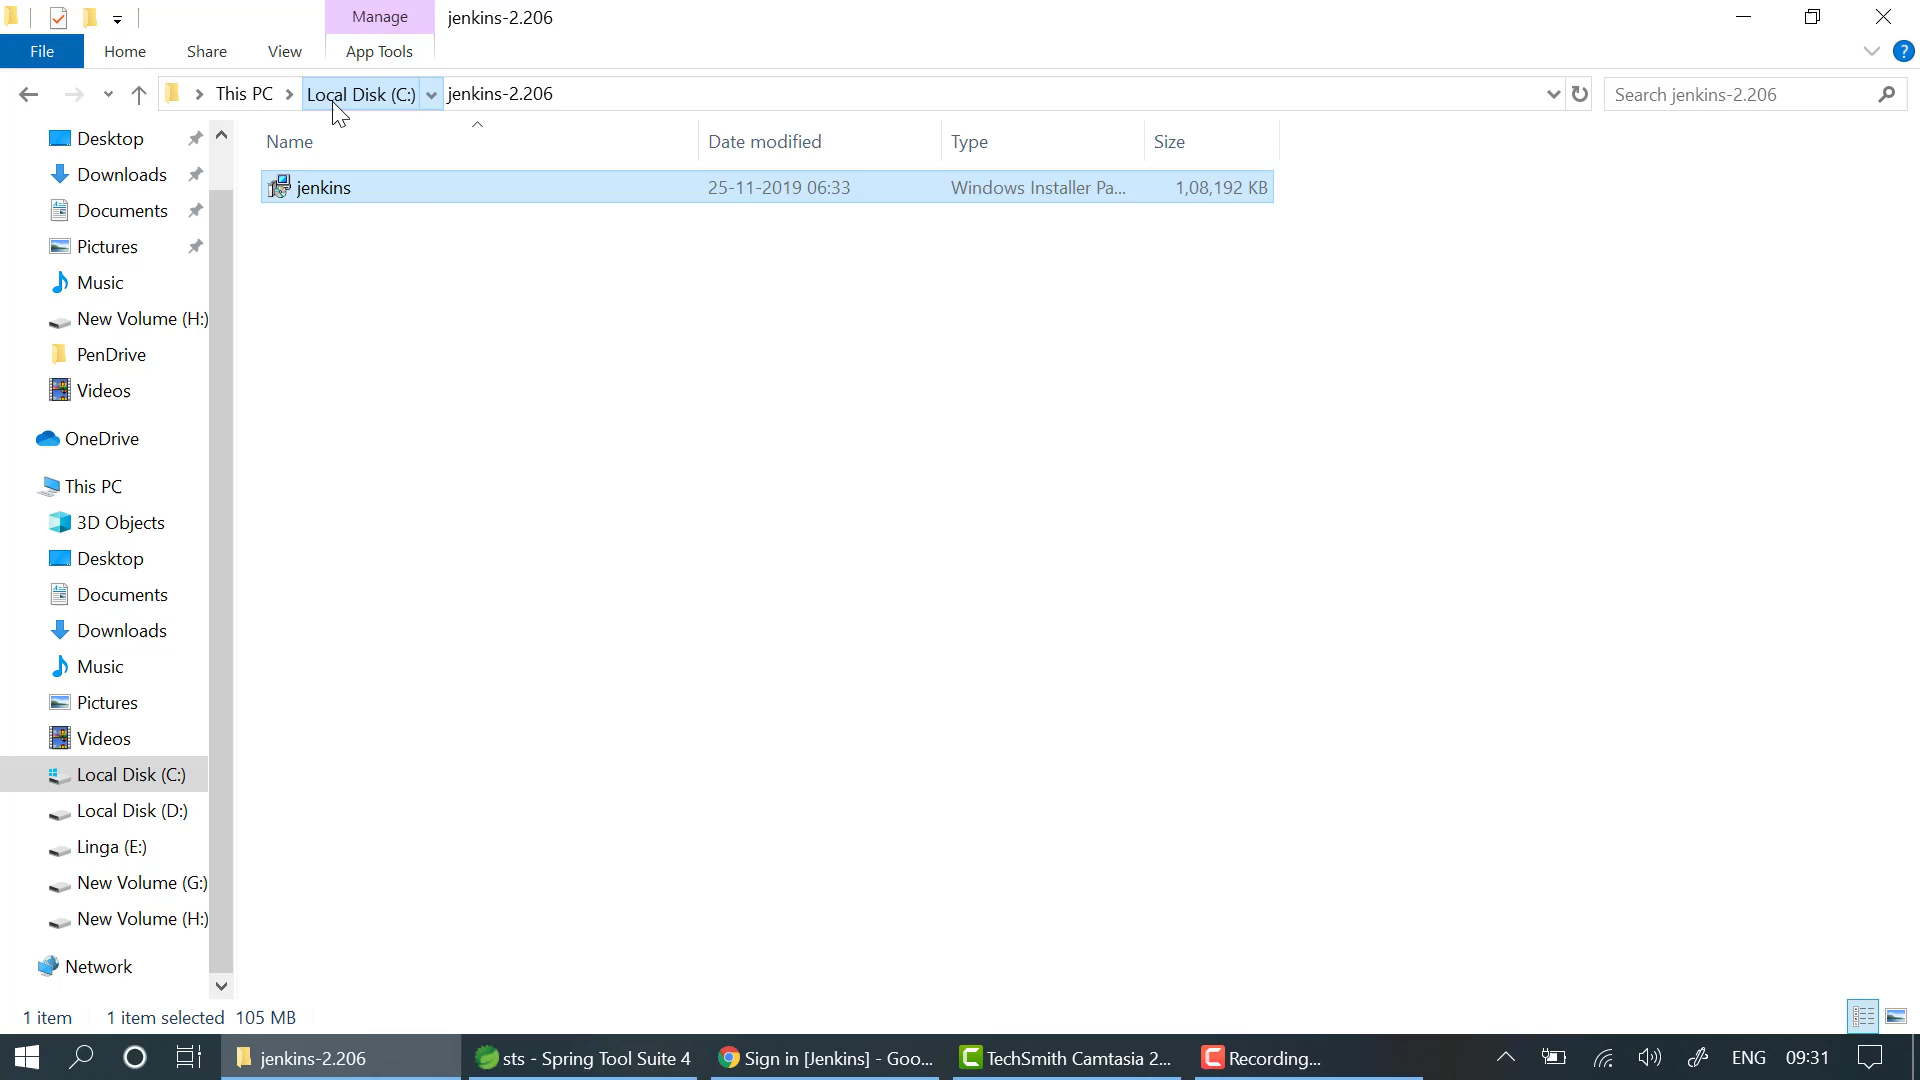 Manage
jenkins-2.206
File
Home
Share
View
App Tools
?
This PC
Local Disk (C:)
jenkins-2.206
Search jenkins-2.206
Name
Date modified
Type
Size
jenkins
25-11-2019 06:33
Windows Installer Pa...
1,08,192 KB
Desktop
Downloads
Documents
Pictures
Music
New Volume (H:)
PenDrive
Videos
OneDrive
This PC
3D Objects
Desktop
Documents
Downloads
Music
Pictures
Videos
Local Disk (C:)
Local Disk (D:)
Linga (E:)
New Volume (G:)
New Volume (H:)
Network
1 item
1 item selected 105 MB
jenkins-2.206
sts - Spring Tool Suite 4
Sign in [Jenkins] - Goo...
TechSmith Camtasia 2...
Recording...
ENG
09:31